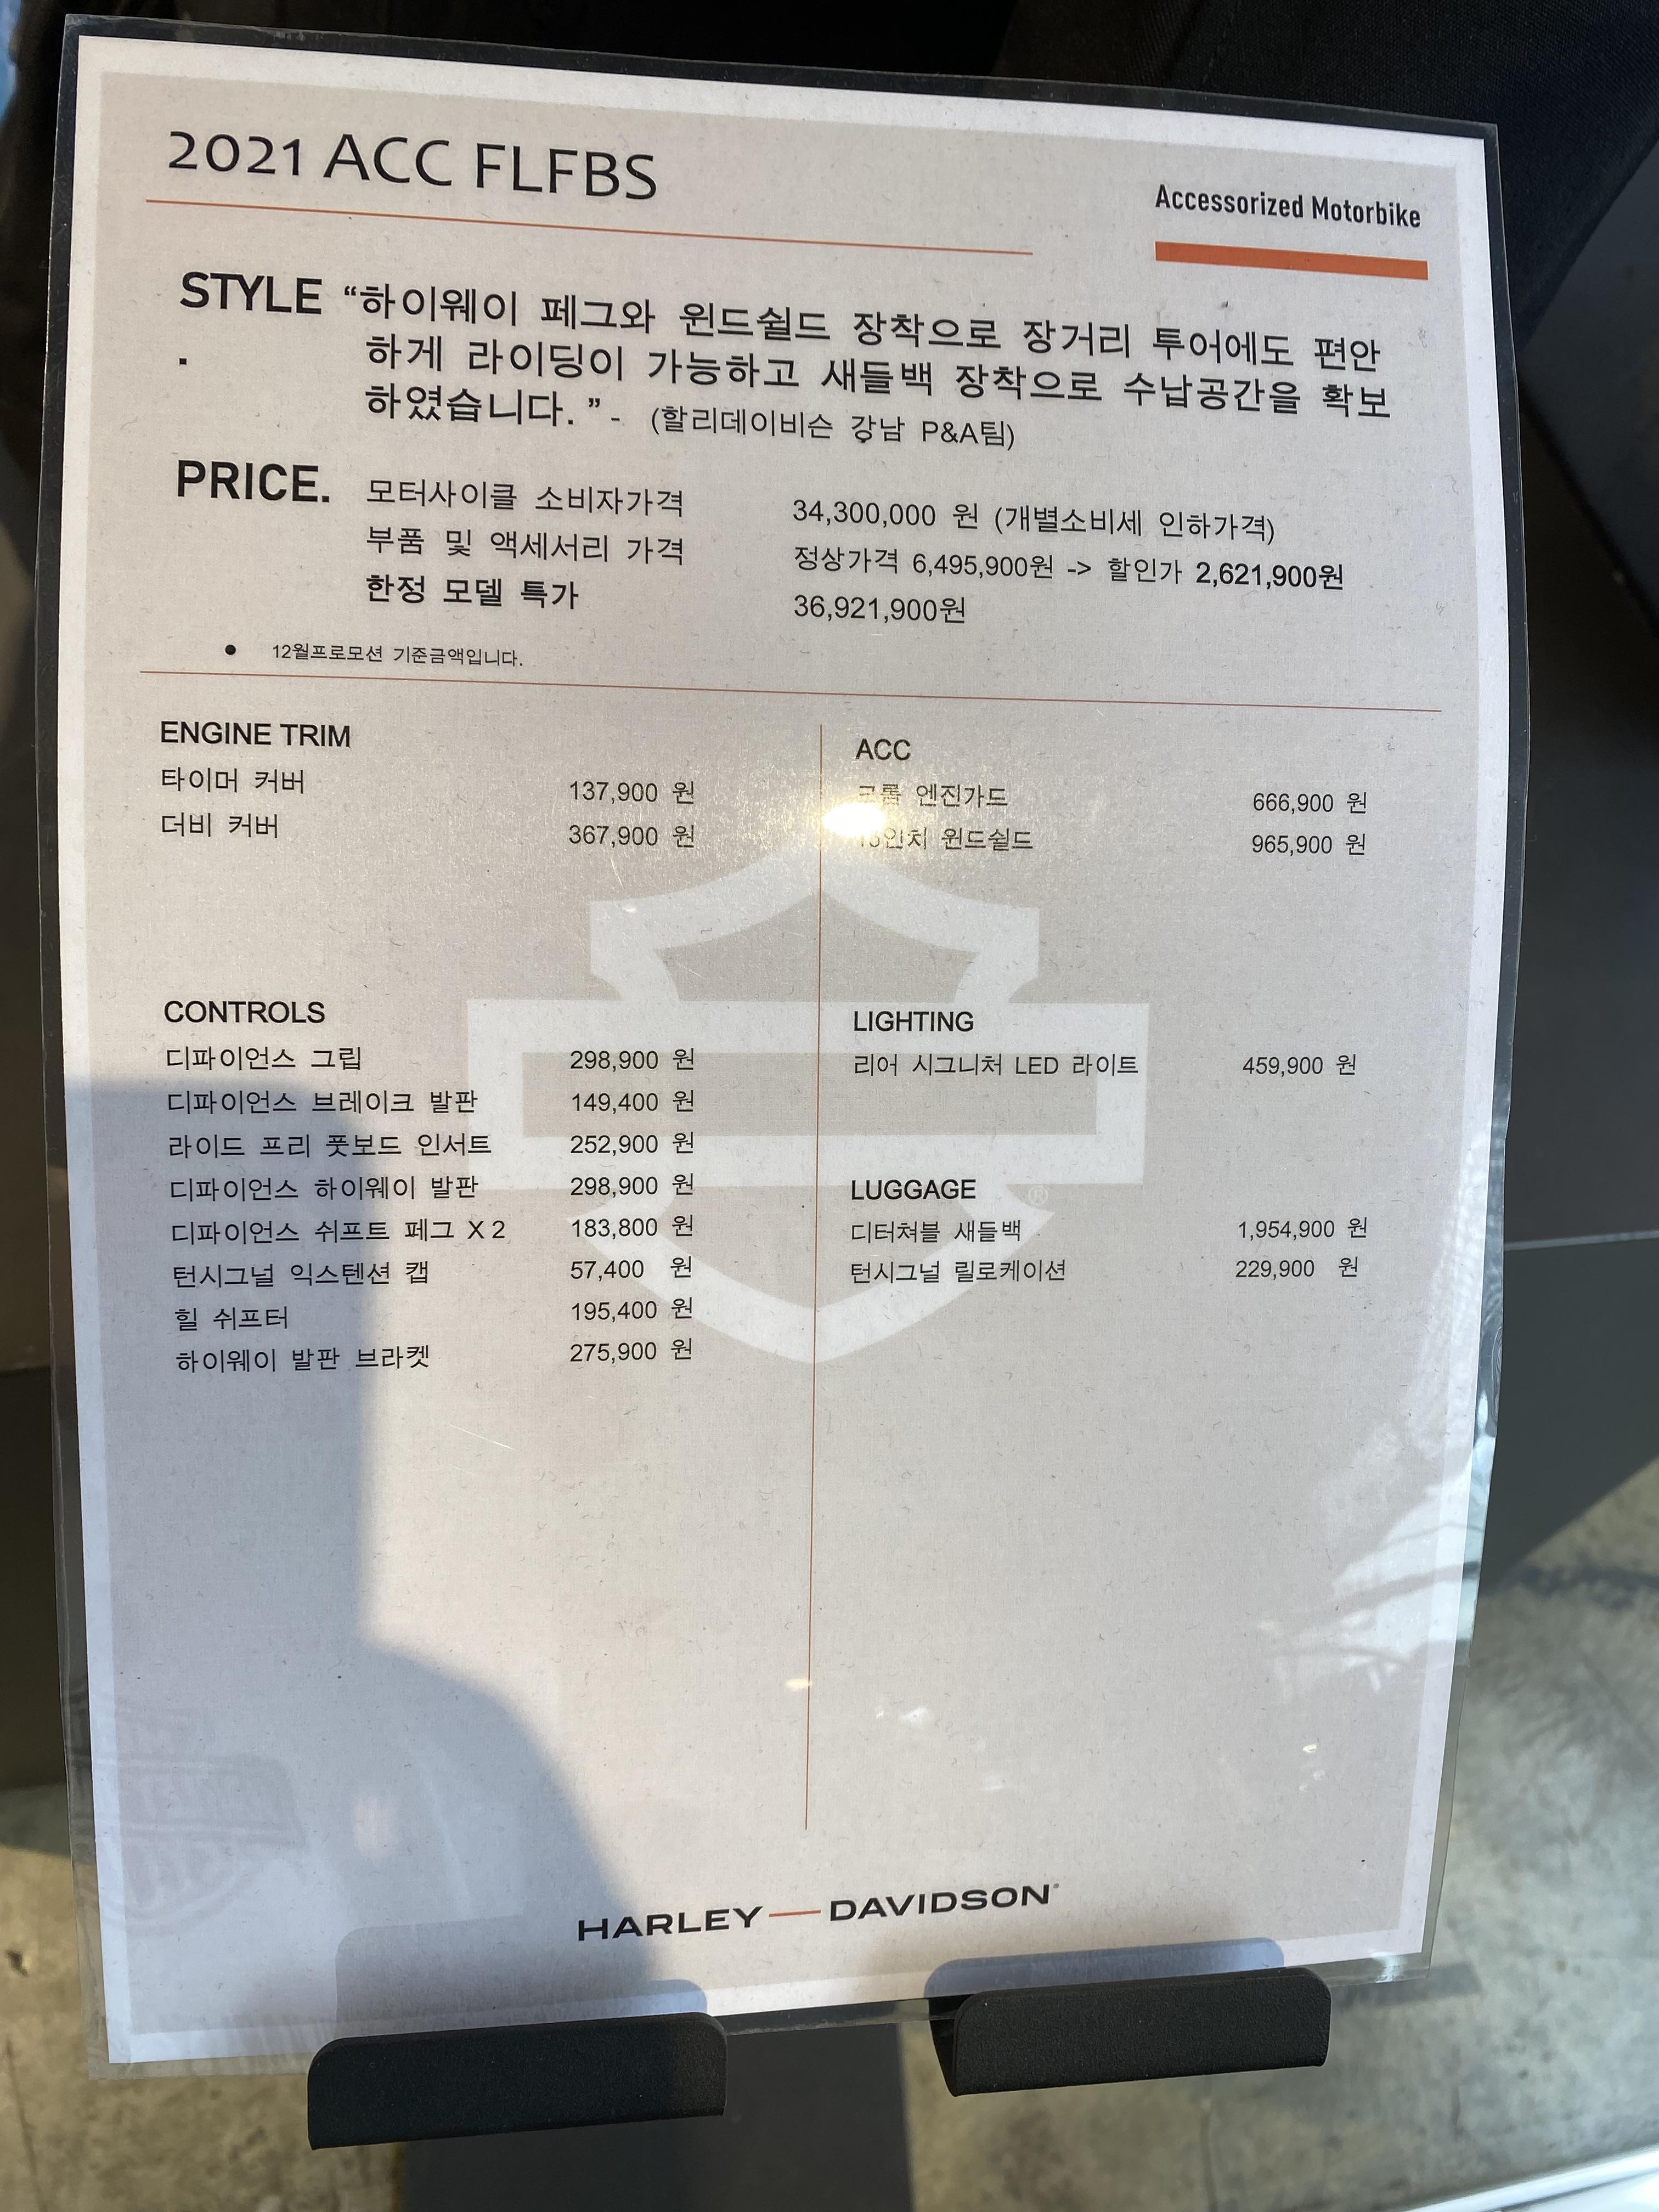 2021 ACC FLFBS
Accessorized Motorbike
STYLE “하이웨이 페그와 윈드쉴드 장착으로 장거리 투어에도 편안
. 하게 라이딩이 가능하고 새들백 장착으로 수납공간을 확보
하였습니다. ” - (할리데이비슨 강남 P&A팀)
PRICE. 모터사이클 소비자가격 34,300,000 원 (개별소비세 인하가격)
부품 및 액세서리 가격 정상가격 6,495,900원 -> 할인가 2,621,900원
한정 모델 특가 36,921,900원
• 12월프로모션 기준금액입니다.
ENGINE TRIM
타이머 커버 137,900 원
더비 커버 367,900 원
ACC
엔진가드 666,900 원
윈드쉴드 965,900 원
CONTROLS
디파이언스 그립 298,900 원
디파이언스 브레이크 발판 149,400 원
라이드 프리 풋보드 인서트 252,900 원
디파이언스 하이웨이 발판 298,900 원
디파이언스 쉬프트 페그 X 2 183,800 원
턴시그널 익스텐션 캡 57,400 원
힐 쉬프터 195,400 원
하이웨이 발판 브라켓 275,900 원
LIGHTING
리어 시그니처 LED 라이트 459,900 원
LUGGAGE
디터쳐블 새들백 1,954,900 원
턴시그널 릴로케이션 229,900 원
HARLEY—DAVIDSON